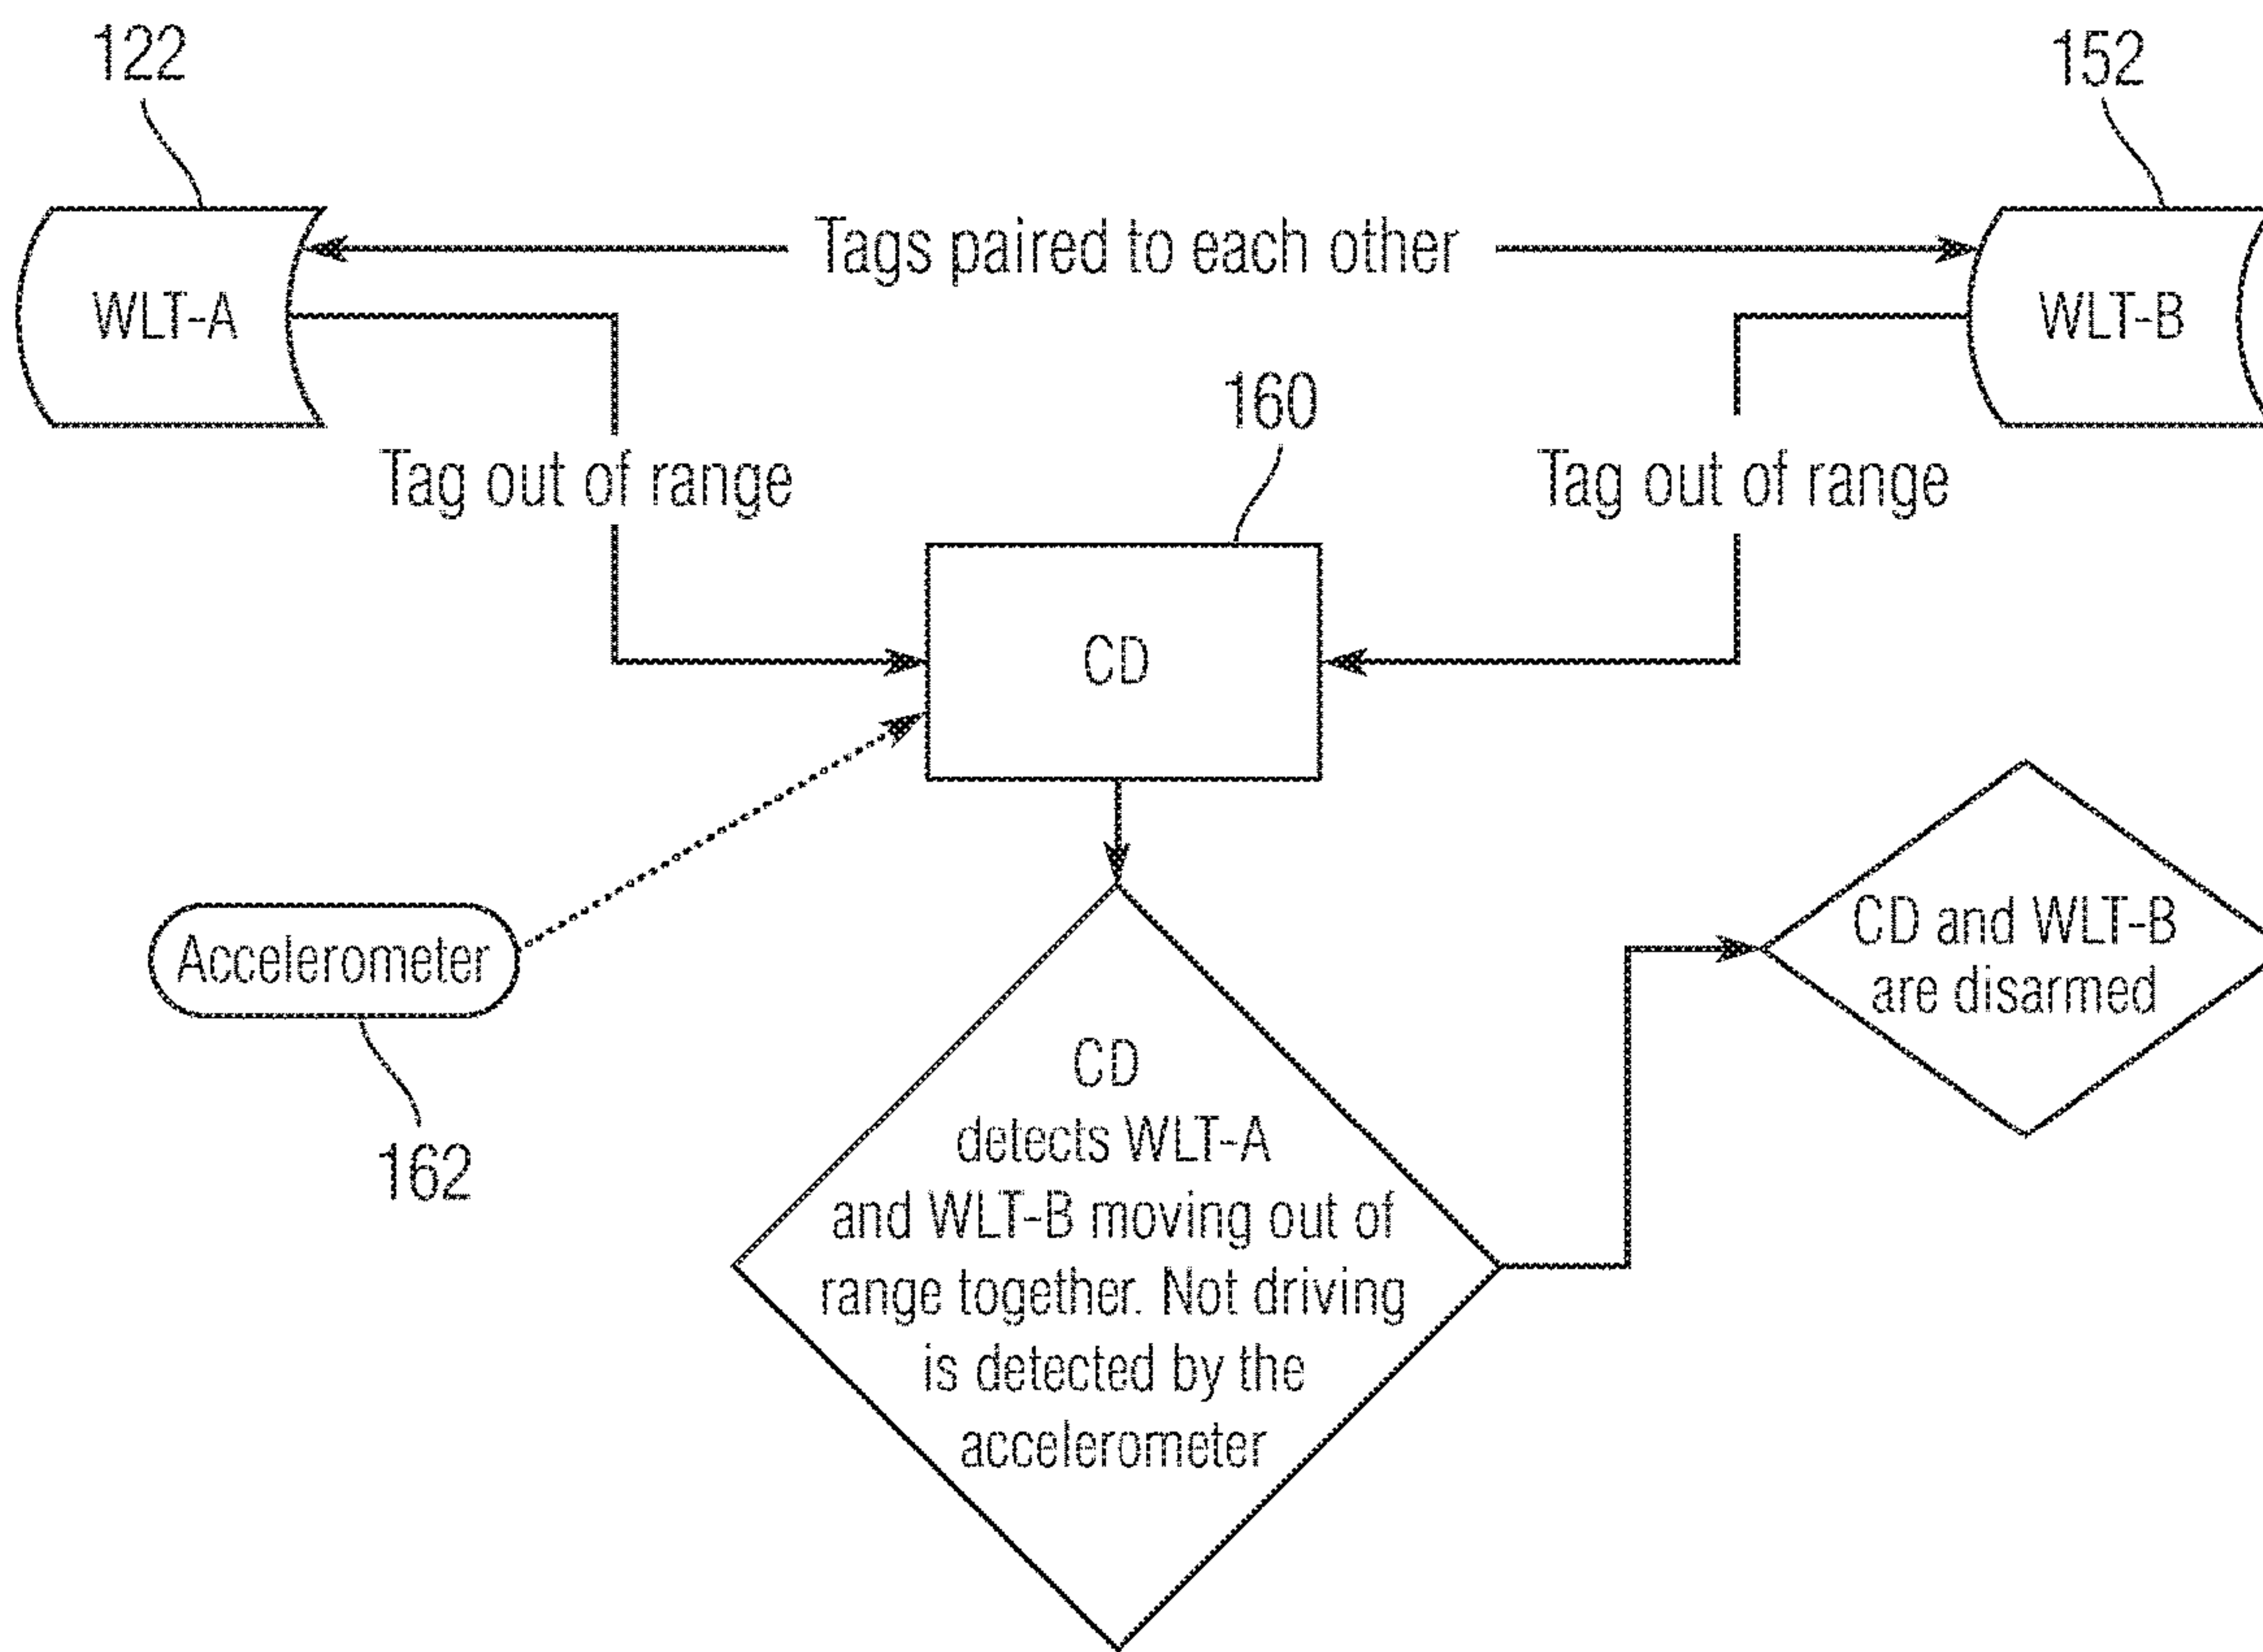 122
152
Tags paired to each other
WLT-A
WLT-B
160
Tag out of range
Tag out of range
CD
Accelerometer
162
CD and WLT-B
are disarmed
CD
detects WLT-A
and WLT-B moving out of
range together. Not driving
is detected by the
accelerometer